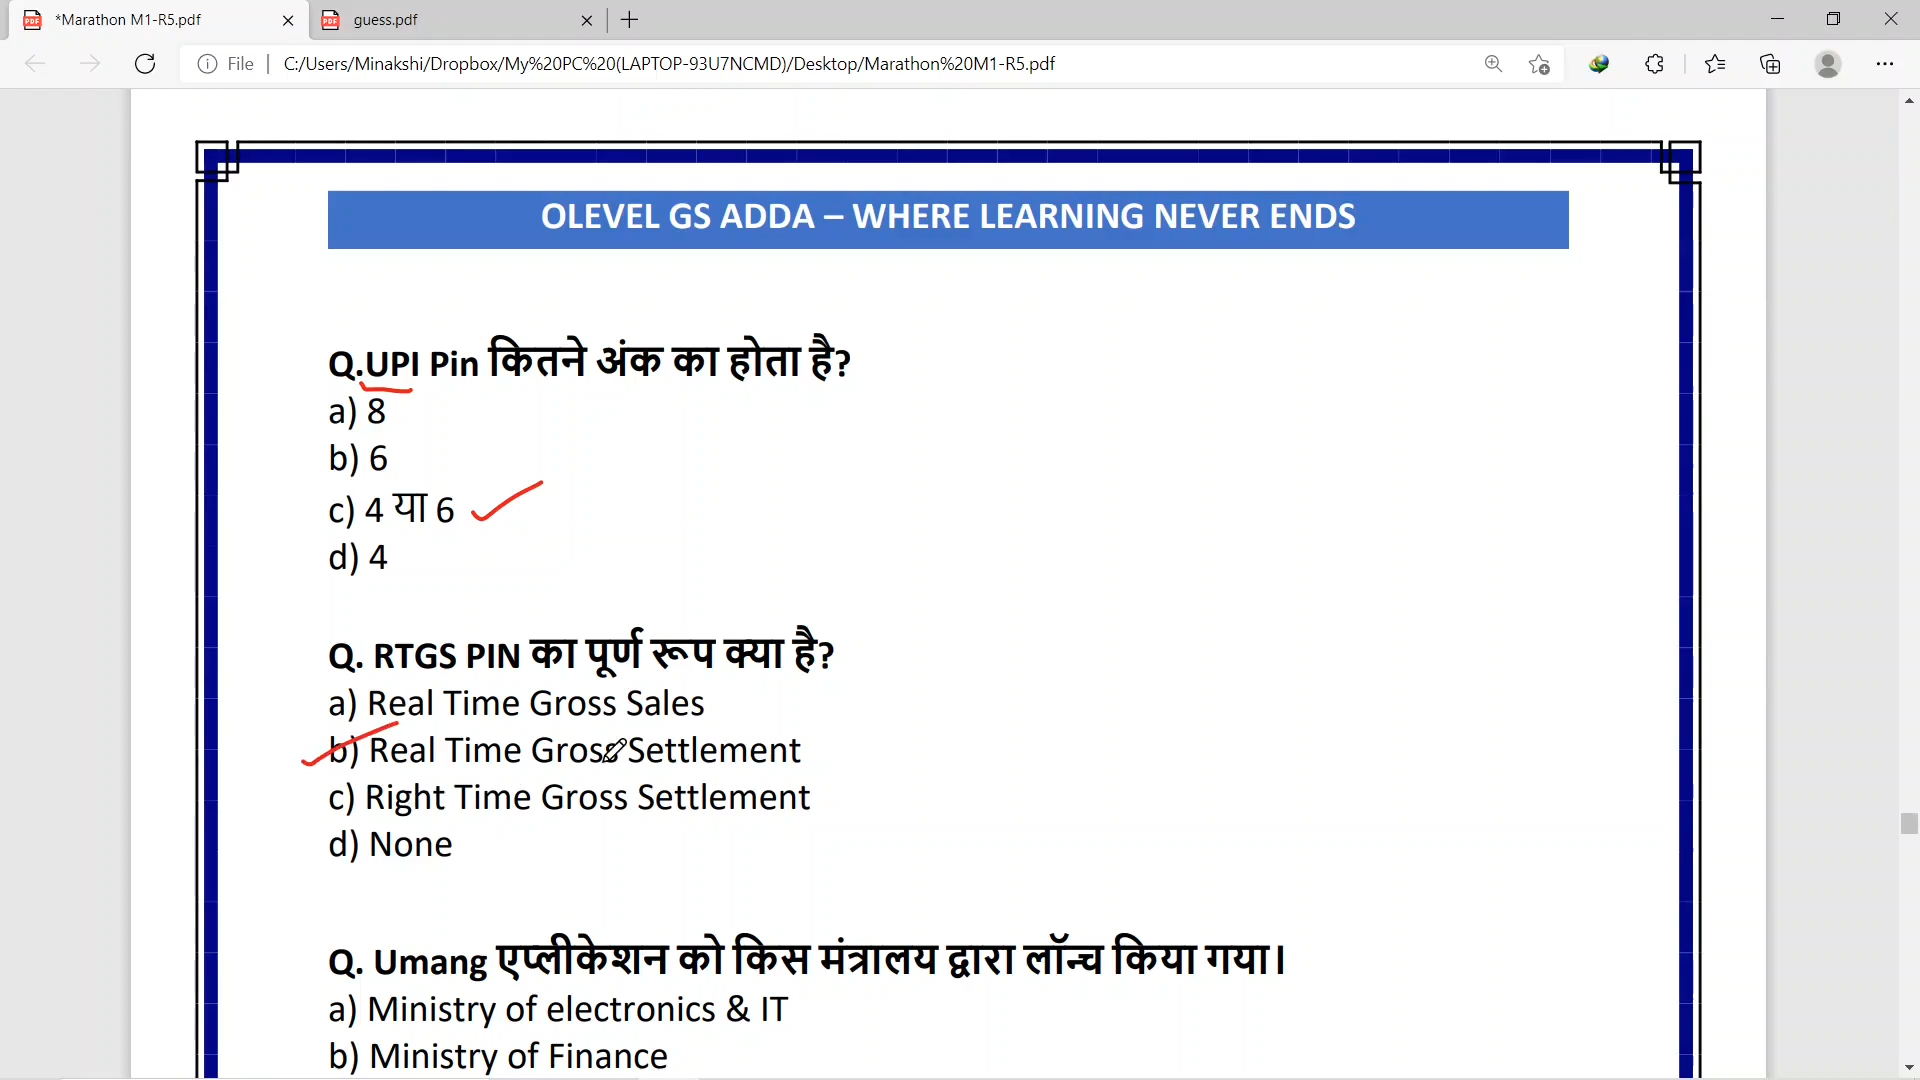 *Marathon M1-R5.pdf
guess.pdf
File
C:/Users/Minakshi/Dropbox/My%20PC%20(LAPTOP-93U7NCMD)/Desktop/Marathon%20M1-R5.pdf
OLEVEL GS ADDA – WHERE LEARNING NEVER ENDS
Q.UPI Pin कितने अंक का होता है?
a) 8
b) 6
c) 4 या 6
d) 4
Q. RTGS PIN का पूर्ण रूप क्या है?
a) Real Time Gross Sales
b) Real Time Gross Settlement
c) Right Time Gross Settlement
d) None
Q. Umang एप्लीकेशन को किस मंत्रालय द्वारा लॉन्च किया गया।
a) Ministry of electronics & IT
b) Ministry of Finance